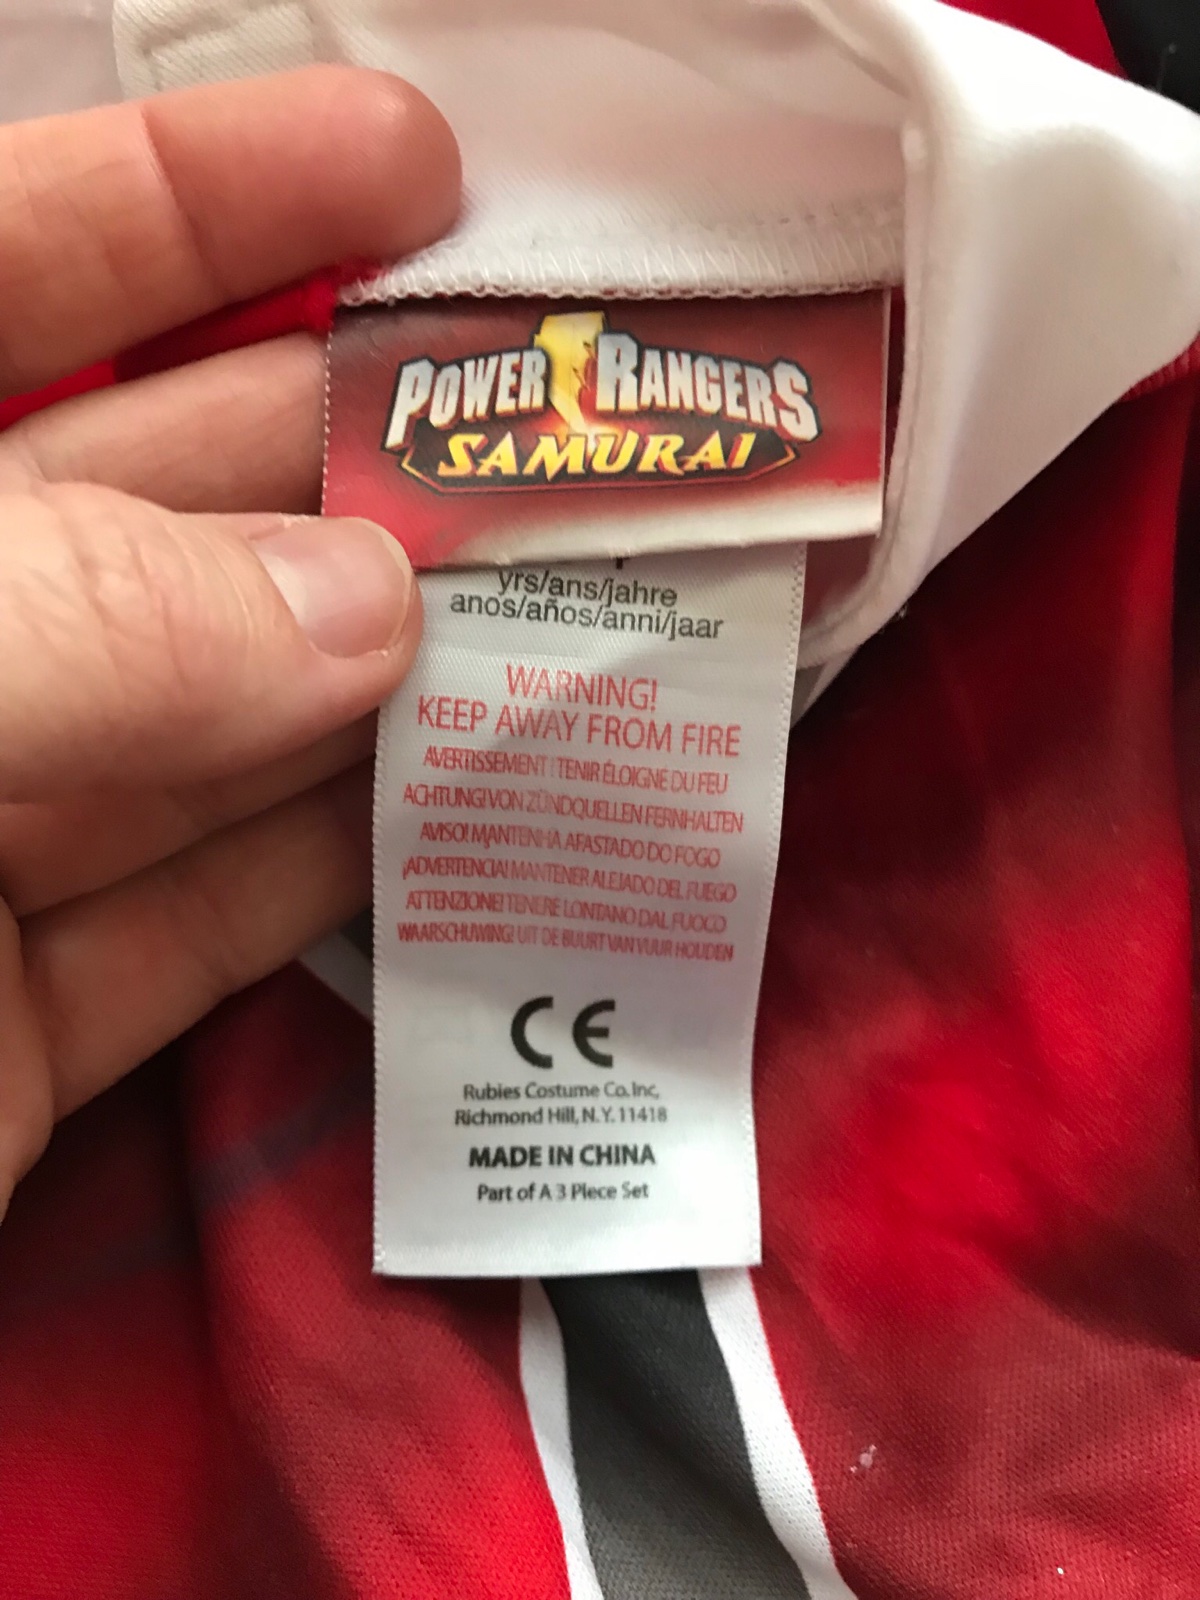 POWER RANGERS
SAMURAI
yrs/ans/jahre
anos/años/anni/jaar
WARNING!
KEEP AWAY FROM FIRE
AVERTISSEMENT ! TENIR ÉLOIGNÉ DU FEU
ACHTUNG! VON ZÜNDQUELLEN FERNHALTEN
AVISO! MANTENHA AFASTADO DO FOGO
¡ADVERTENCIA! MANTENER ALEJADO DEL FUEGO
ATTENZIONE! TENERE LONTANO DAL FUOCO
WAARSCHUWING! UIT DE BUURT VAN VUUR HOUDEN
CE
Rubies Costume Co. Inc,
Richmond Hill, N.Y. 11418
MADE IN CHINA
Part of A 3 Piece Set